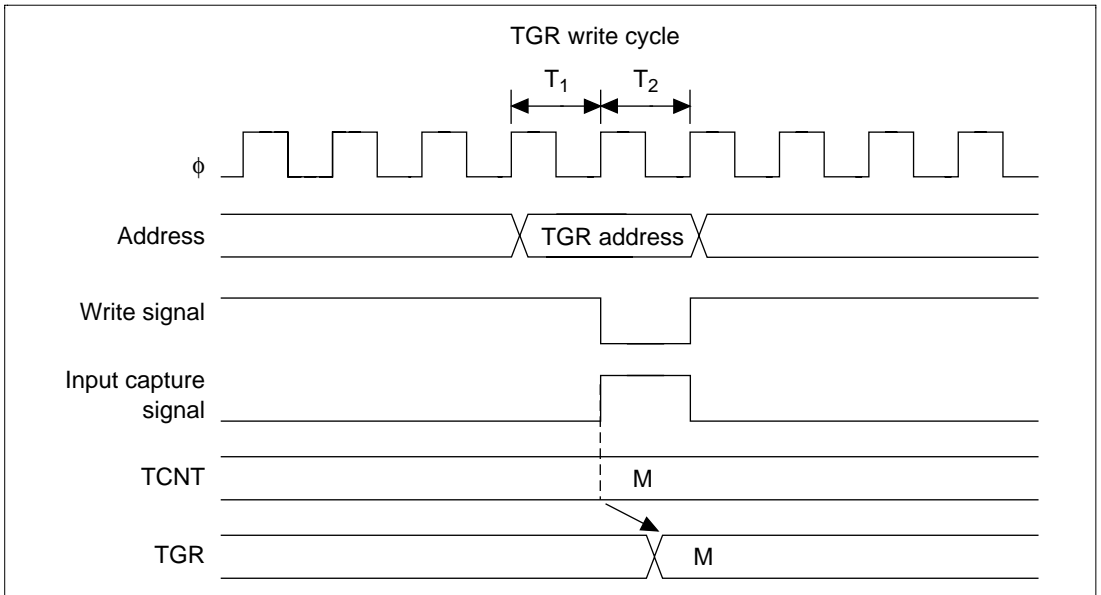 TGR write cycle
T1 T2
ϕ
Address TGR address
Write signal
Input capture
signal
TCNT M
TGR M